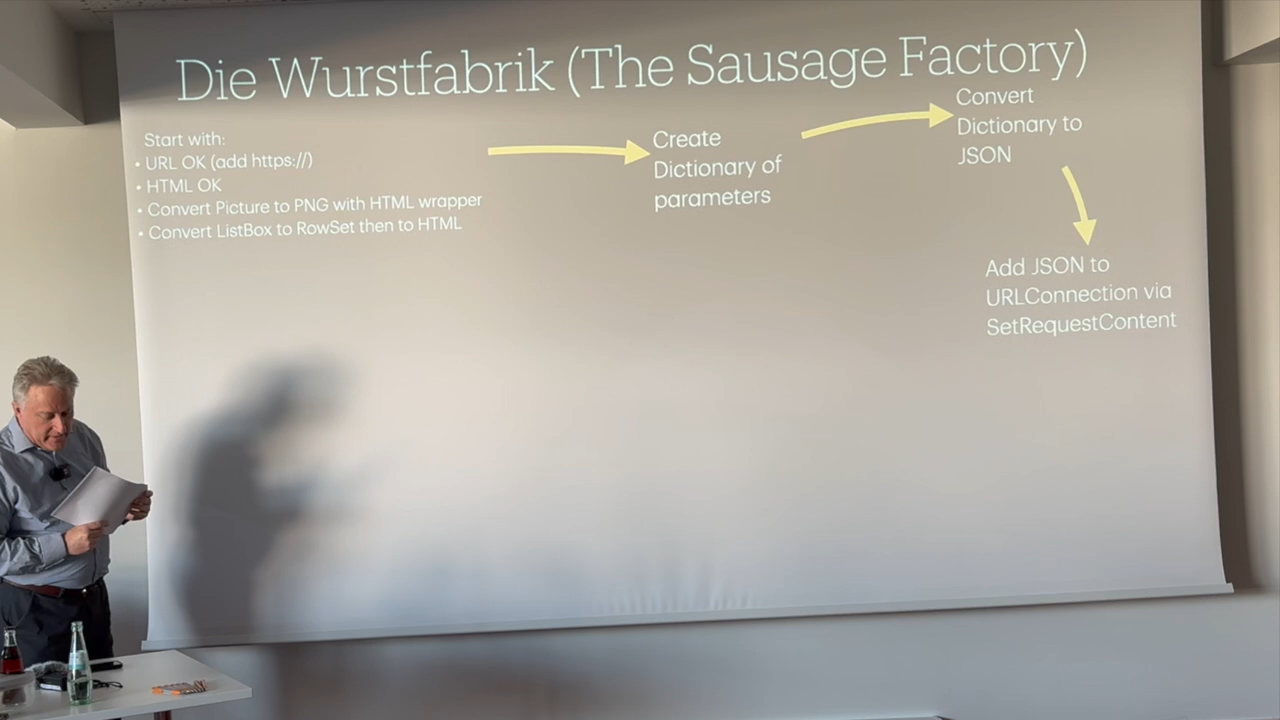 Die Wurstfabrik (The Sausage Factory)
Start with:
• URL OK (add https://)
• HTML OK
• Convert Picture to PNG with HTML wrapper
• Convert ListBox to RowSet then to HTML
Create
Dictionary of
parameters
Convert
Dictionary to
JSON
Add JSON to
URLConnection via
SetRequestContent